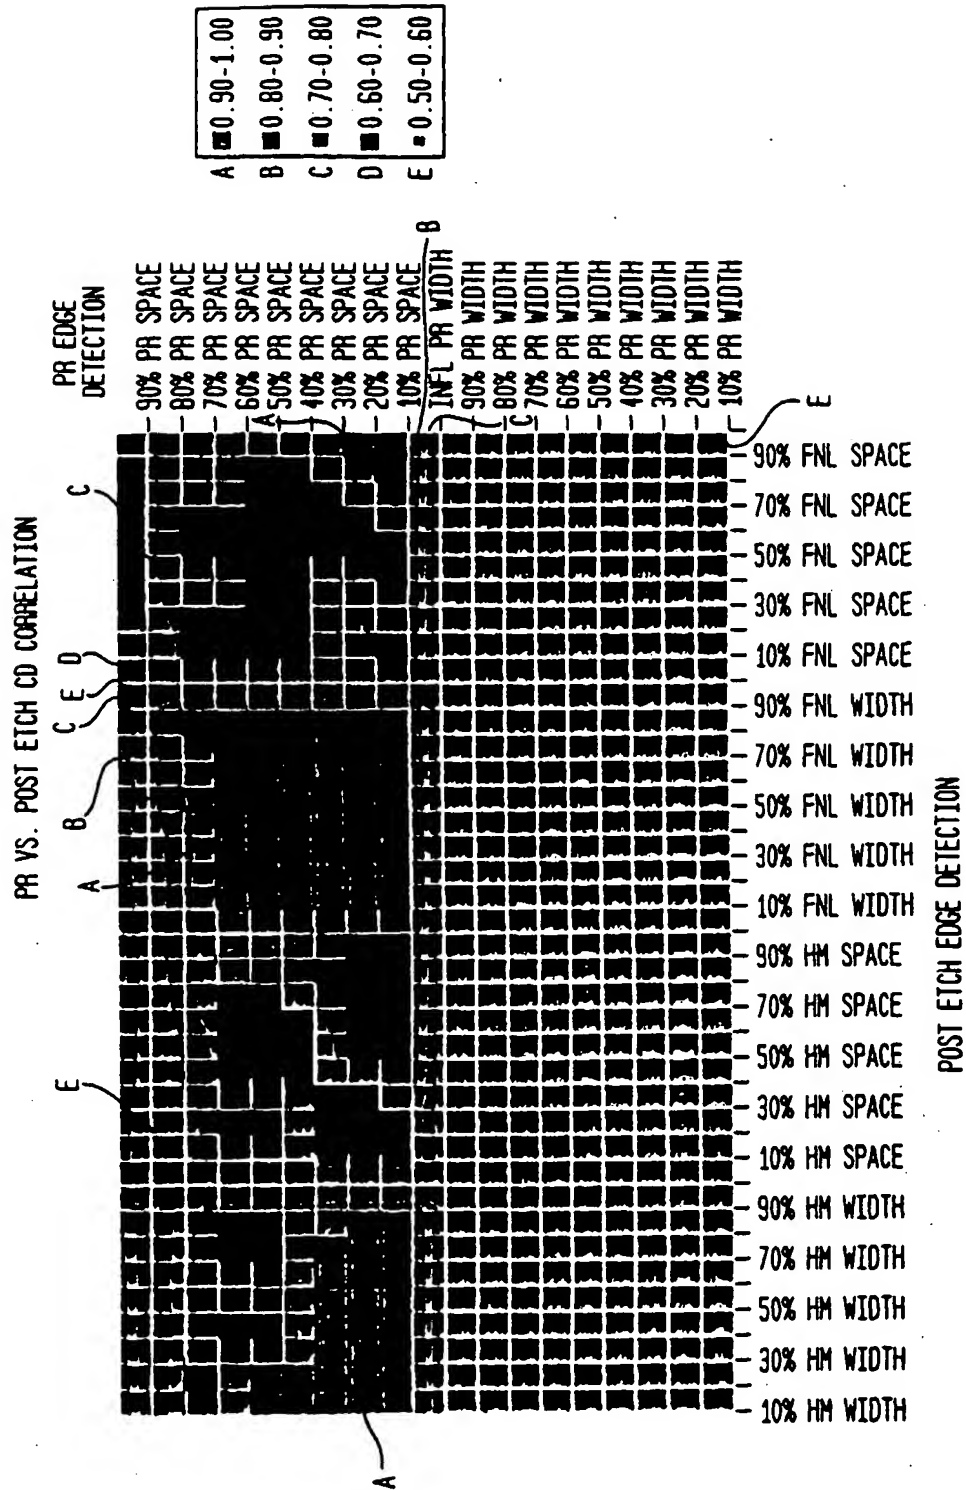 PR VS. POST ETCH CD CORRELATION
A 0.90-1.00
B 0.80-0.90
C 0.70-0.80
D 0.60-0.70
E 0.50-0.60
PR EDGE
DETECTION
90% PR SPACE
80% PR SPACE
70% PR SPACE
60% PR SPACE
50% PR SPACE
40% PR SPACE
30% PR SPACE
20% PR SPACE
10% PR SPACE
INFL PR WIDTH
90% PR WIDTH
80% PR WIDTH
70% PR WIDTH
60% PR WIDTH
50% PR WIDTH
40% PR WIDTH
30% PR WIDTH
20% PR WIDTH
10% PR WIDTH
E
A
B
C
E
D
C
A
B
C
E
A
10% HM WIDTH
30% HM WIDTH
50% HM WIDTH
70% HM WIDTH
90% HM WIDTH
10% HM SPACE
30% HM SPACE
50% HM SPACE
70% HM SPACE
90% HM SPACE
10% FNL WIDTH
30% FNL WIDTH
50% FNL WIDTH
70% FNL WIDTH
90% FNL WIDTH
10% FNL SPACE
30% FNL SPACE
50% FNL SPACE
70% FNL SPACE
90% FNL SPACE
POST ETCH EDGE DETECTION